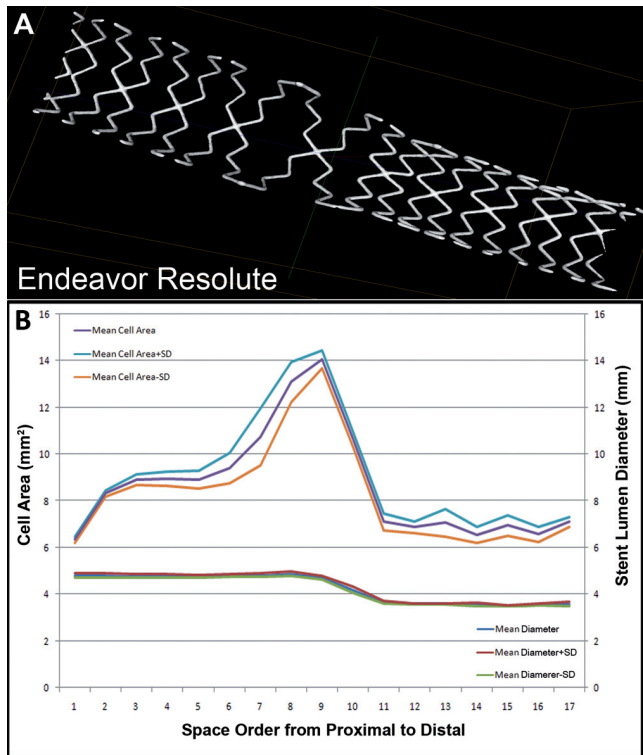 A
Endeavor Resolute
B
16
14
12
10
8
6
4
2
0
Cell Area (mm²)
Mean Cell Area
Mean Cell Area+SD
Mean Cell Area-SD
Mean Diameter
Mean Diameter+SD
Mean Diamerer-SD
16
14
12
10
8
6
4
2
0
Stent Lumen Diameter (mm)
1 2 3 4 5 6 7 8 9 10 11 12 13 14 15 16 17
Space Order from Proximal to Distal